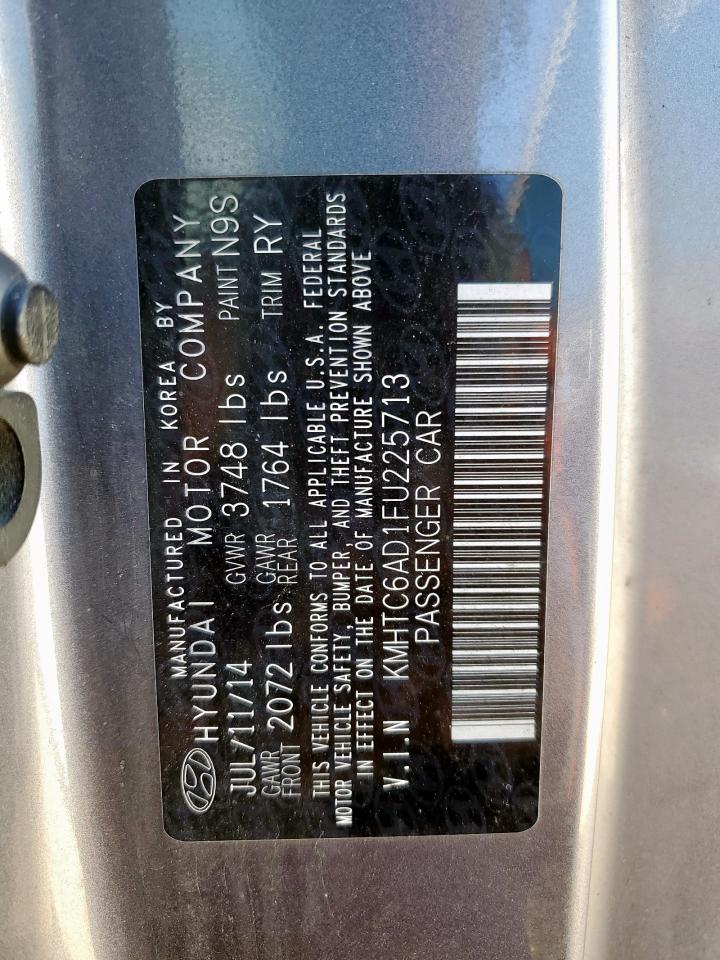 MANUFACTURED IN KOREA BY
HYUNDAI MOTOR COMPANY
JUL/11/14 GVWR 3748 lbs PAINT N9S
GAWR FRONT 2072 lbs GAWR REAR 1764 lbs TRIM RY
THIS VEHICLE CONFORMS TO ALL APPLICABLE U.S.A. FEDERAL
MOTOR VEHICLE SAFETY, BUMPER, AND THEFT PREVENTION STANDARDS
IN EFFECT ON THE DATE OF MANUFACTURE SHOWN ABOVE
V.I.N KMHTC6AD1FU225713
PASSENGER CAR